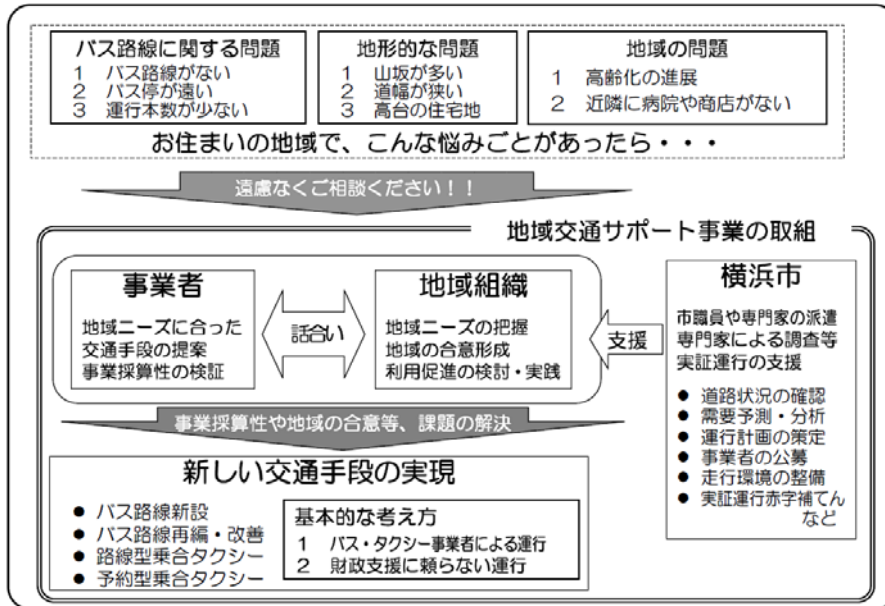 バス路線に関する問題
1 バス路線がない
2 バス停が遠い
3 運行本数が少ない
地形的な問題
1 山坂が多い
2 道幅が狭い
3 高台の住宅地
地域の問題
1 高齢化の進展
2 近隣に病院や商店がない
お住まいの地域で、こんな悩みごとがあったら・・・
遠慮なくご相談ください！！
地域交通サポート事業の取組
事業者
地域ニーズに合った
交通手段の提案
事業採算性の検証
話合い
地域組織
地域ニーズの把握
地域の合意形成
利用促進の検討・実践
支援
横浜市
市職員や専門家の派遣
専門家による調査等
実証運行の支援
● 道路状況の確認
● 需要予測・分析
● 運行計画の策定
● 事業者の公募
● 走行環境の整備
● 実証運行赤字補てん
など
事業採算性や地域の合意等、課題の解決
新しい交通手段の実現
● バス路線新設
● バス路線再編・改善
● 路線型乗合タクシー
● 予約型乗合タクシー
基本的な考え方
1 バス・タクシー事業者による運行
2 財政支援に頼らない運行